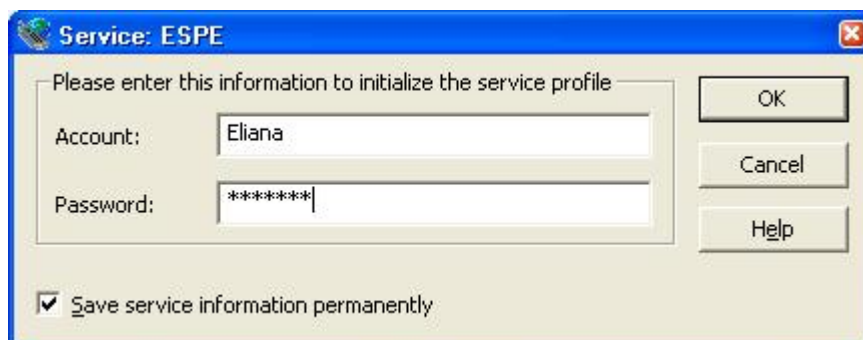 Service: ESPE
Please enter this information to initialize the service profile
OK
Account:
Eliana
Cancel
Password:
*******
Help
Save service information permanently